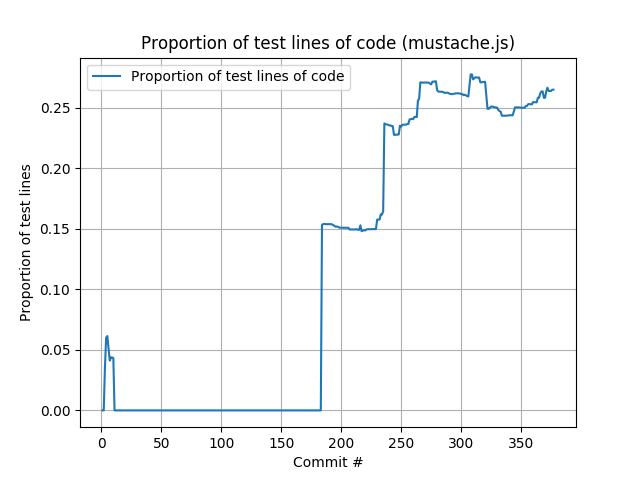 Proportion of test lines of code (mustache.js)
Proportion of test lines of code
Proportion of test lines
0.25
0.20
0.15
0.10
0.05
0.00
0 50 100 150 200 250 300 350
Commit #